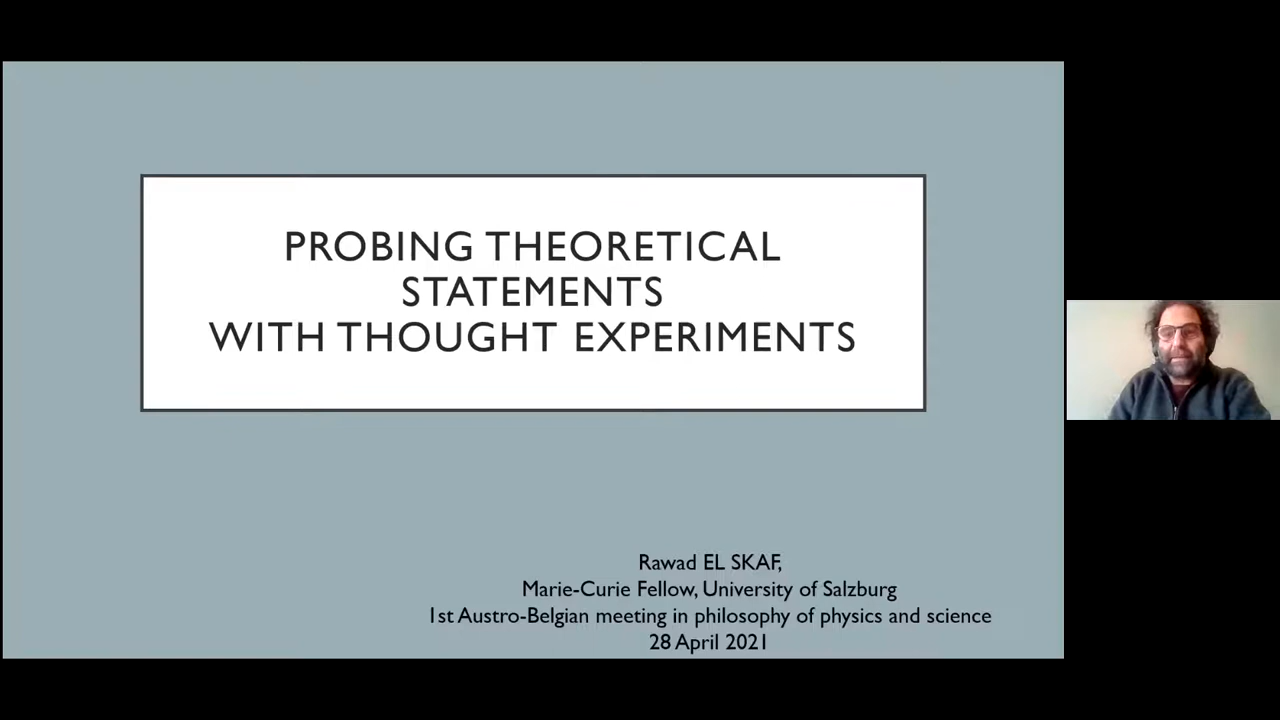 PROBING THEORETICAL
STATEMENTS
WITH THOUGHT EXPERIMENTS
Rawad EL SKAF,
Marie-Curie Fellow, University of Salzburg
1st Austro-Belgian meeting in philosophy of physics and science
28 April 2021